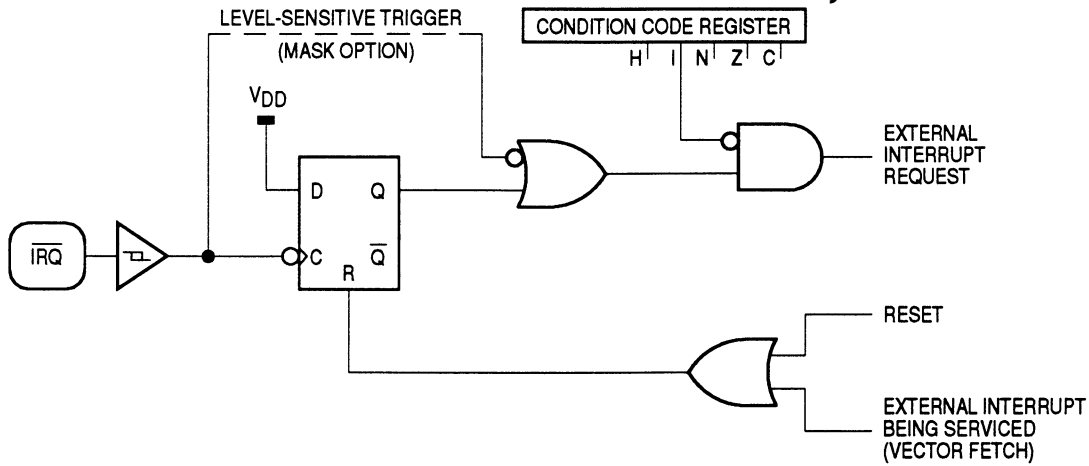 LEVEL-SENSITIVE TRIGGER
(MASK OPTION)
CONDITION CODE REGISTER
H I N Z C
VDD
EXTERNAL
INTERRUPT
REQUEST
D Q
IRQ
C Q
R
RESET
EXTERNAL INTERRUPT
BEING SERVICED
(VECTOR FETCH)